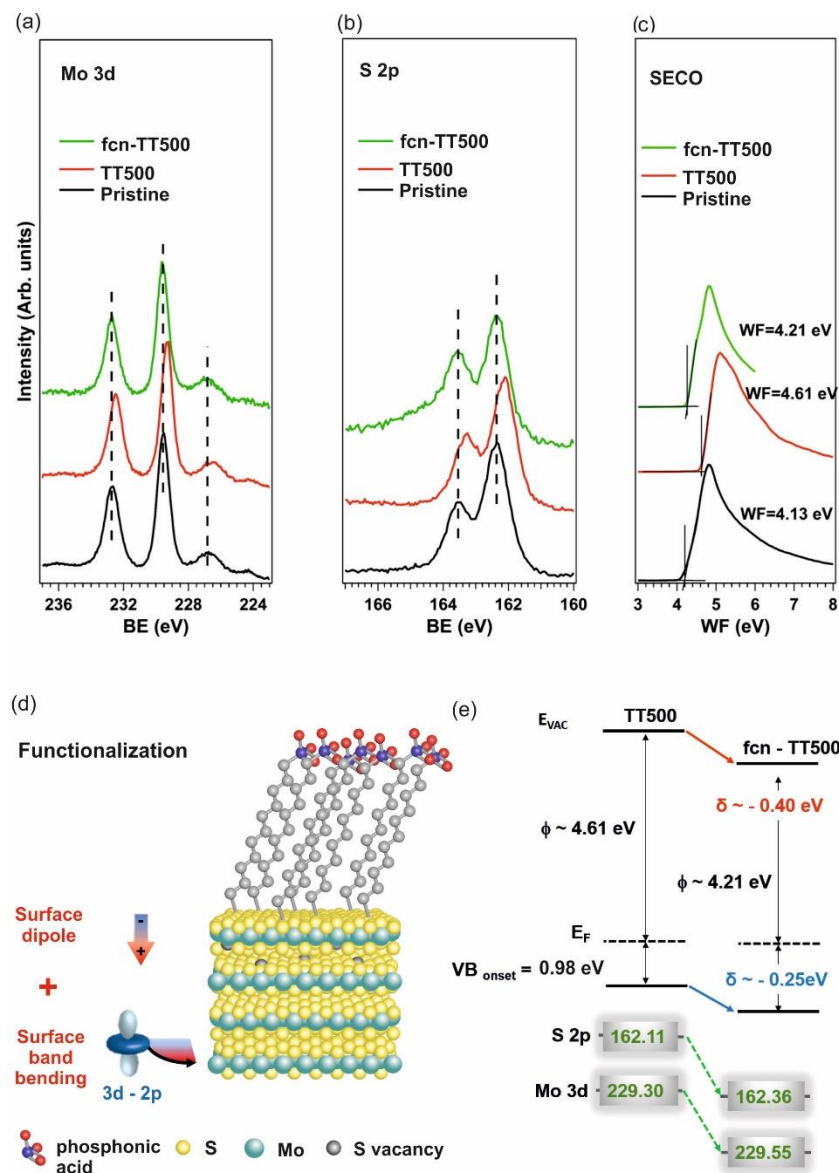 (a)
Mo 3d
fcn-TT500
TT500
Pristine
Intensity (Arb. units)
236 232 228 224
BE (eV)
(b)
S 2p
fcn-TT500
TT500
Pristine
166 164 162 160
BE (eV)
(c)
SECO
fcn-TT500
TT500
Pristine
WF=4.21 eV
WF=4.61 eV
WF=4.13 eV
3 4 5 6 7 8
WF (eV)
(d)
Functionalization
Surface
dipole
-
+
+
Surface
band
bending
3d - 2p
phosphonic
acid
S
Mo
S vacancy
(e)
EVAC
TT500
fcn - TT500
δ ~ - 0.40 eV
ϕ ~ 4.61 eV
ϕ ~ 4.21 eV
EF
VB onset = 0.98 eV
δ ~ - 0.25eV
S 2p
162.11
Mo 3d
229.30
162.36
229.55